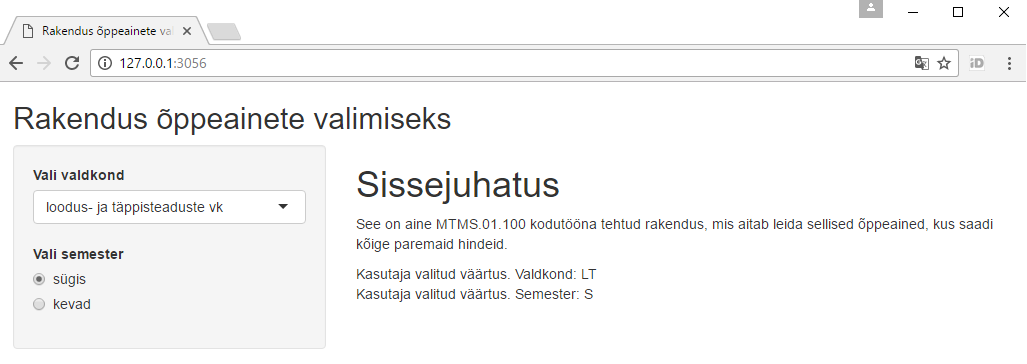 Rakendus õppeainete va
127.0.0.1:3056
iD
Rakendus õppeainete valimiseks
Vali valdkond
loodus- ja täppisteaduste vk
Vali semester
sügis
kevad
Sissejuhatus
See on aine MTMS.01.100 kodutööna tehtud rakendus, mis aitab leida sellised õppeained, kus saadi
kõige paremaid hindeid.
Kasutaja valitud väärtus. Valdkond: LT
Kasutaja valitud väärtus. Semester: S